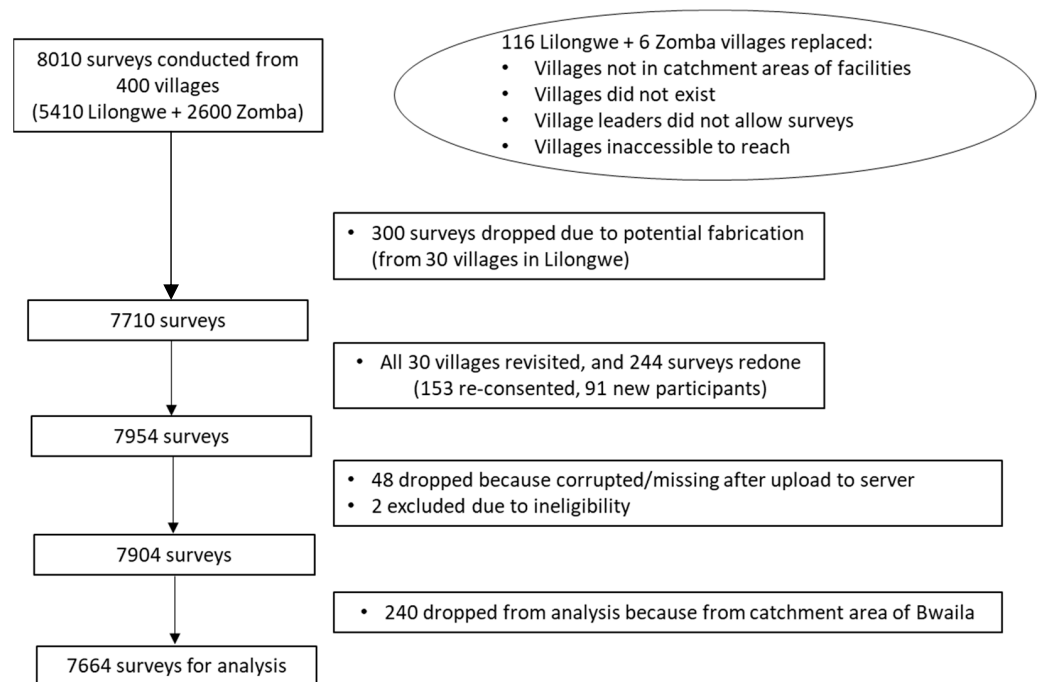 8010 surveys conducted from
400 villages
(5410 Lilongwe + 2600 Zomba)
116 Lilongwe + 6 Zomba villages replaced:
• Villages not in catchment areas of facilities
• Villages did not exist
• Village leaders did not allow surveys
• Villages inaccessible to reach
• 300 surveys dropped due to potential fabrication
(from 30 villages in Lilongwe)
7710 surveys
• All 30 villages revisited, and 244 surveys redone
(153 re-consented, 91 new participants)
7954 surveys
• 48 dropped because corrupted/missing after upload to server
• 2 excluded due to ineligibility
7904 surveys
• 240 dropped from analysis because from catchment area of Bwaila
7664 surveys for analysis